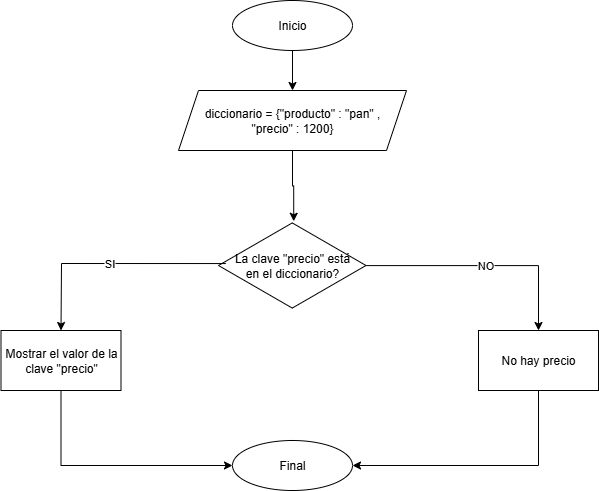 Inicio
diccionario = {"producto" : "pan" ,
"precio" : 1200}
La clave "precio" está
en el diccionario?
SI
NO
Mostrar el valor de la
clave "precio"
No hay precio
Final